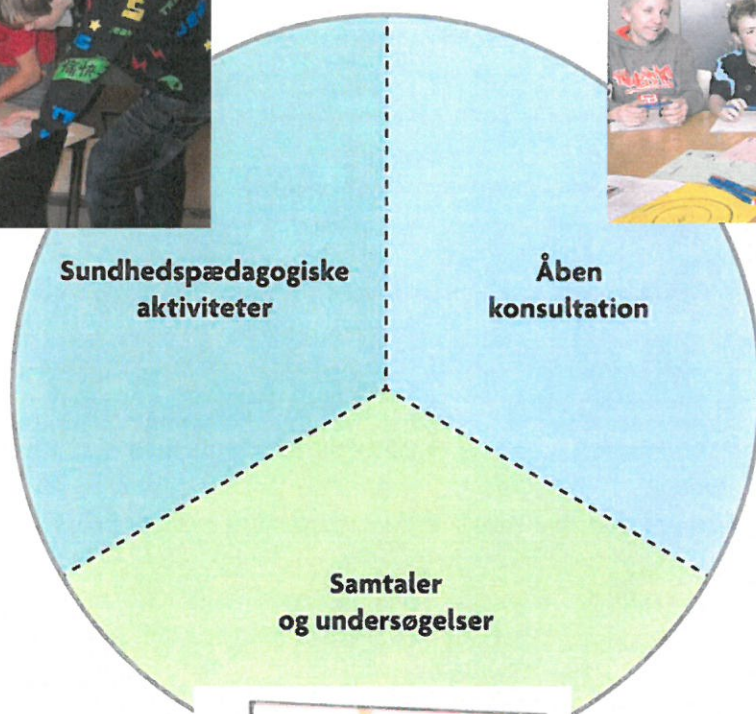 Sundhedspædagogiske
aktiviteter
Åben
konsultation
Samtaler
og undersøgelser